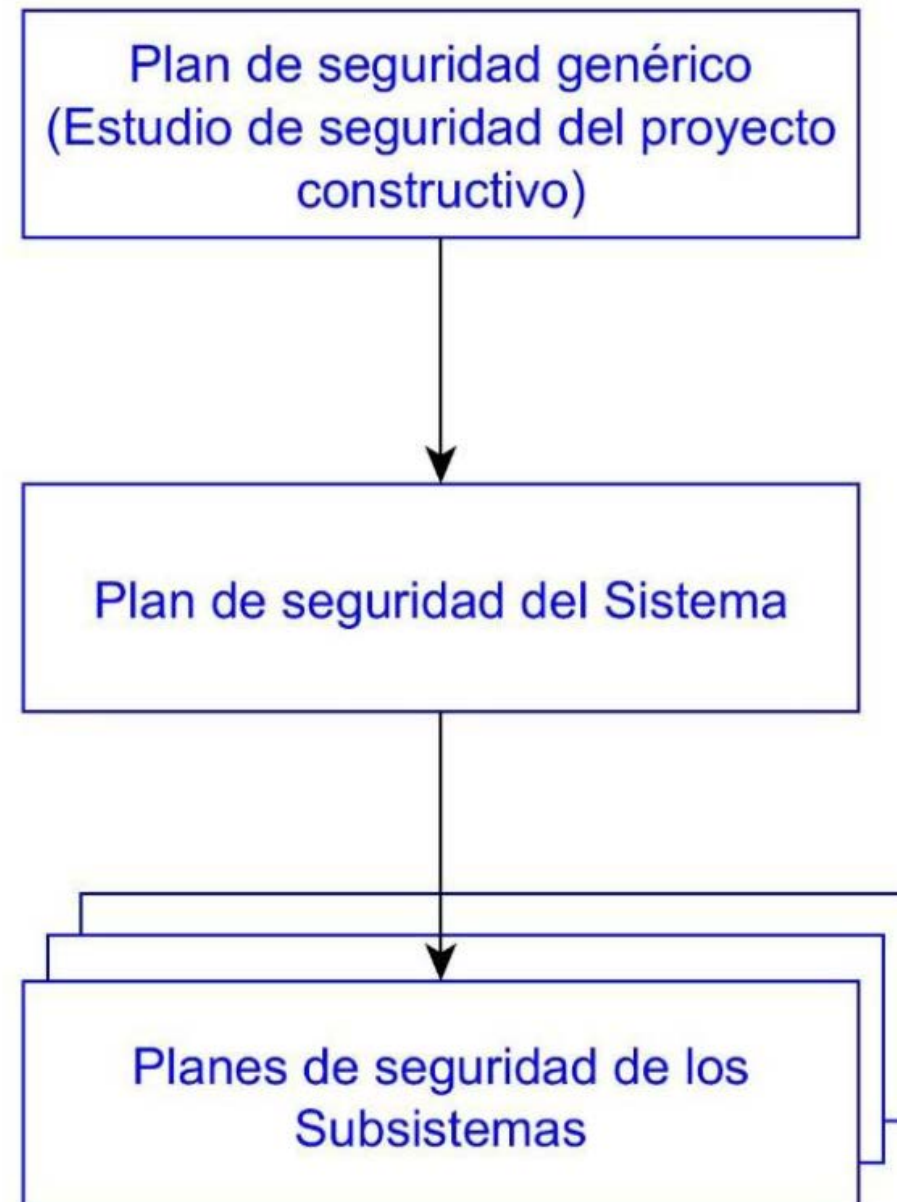 Plan de seguridad genérico
(Estudio de seguridad del proyecto
constructivo)
Plan de seguridad del Sistema
Planes de seguridad de los
Subsistemas